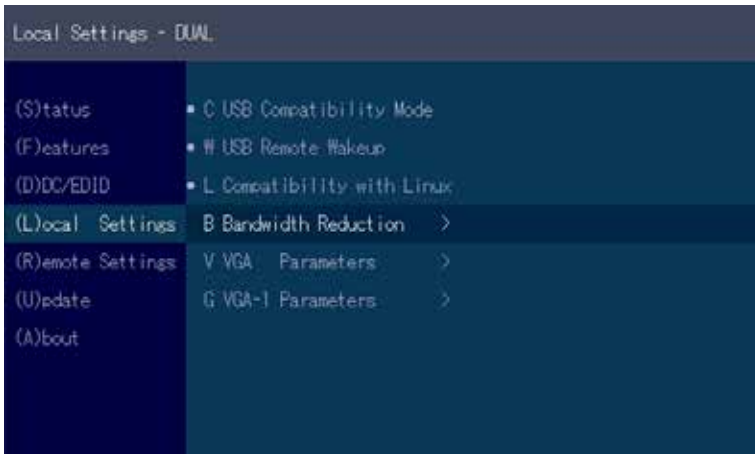 Local Settings - DUAL
(S)tatus
(F)eatures
(D)DC/EDID
(L)ocal Settings
(R)emote Settings
(U)pdate
(A)bout
▪ C USB Compatibility Mode
▪ W USB Remote Wakeup
▪ L Compatibility with Linux
B Bandwidth Reduction >
V VGA Parameters >
G VGA-1 Parameters >